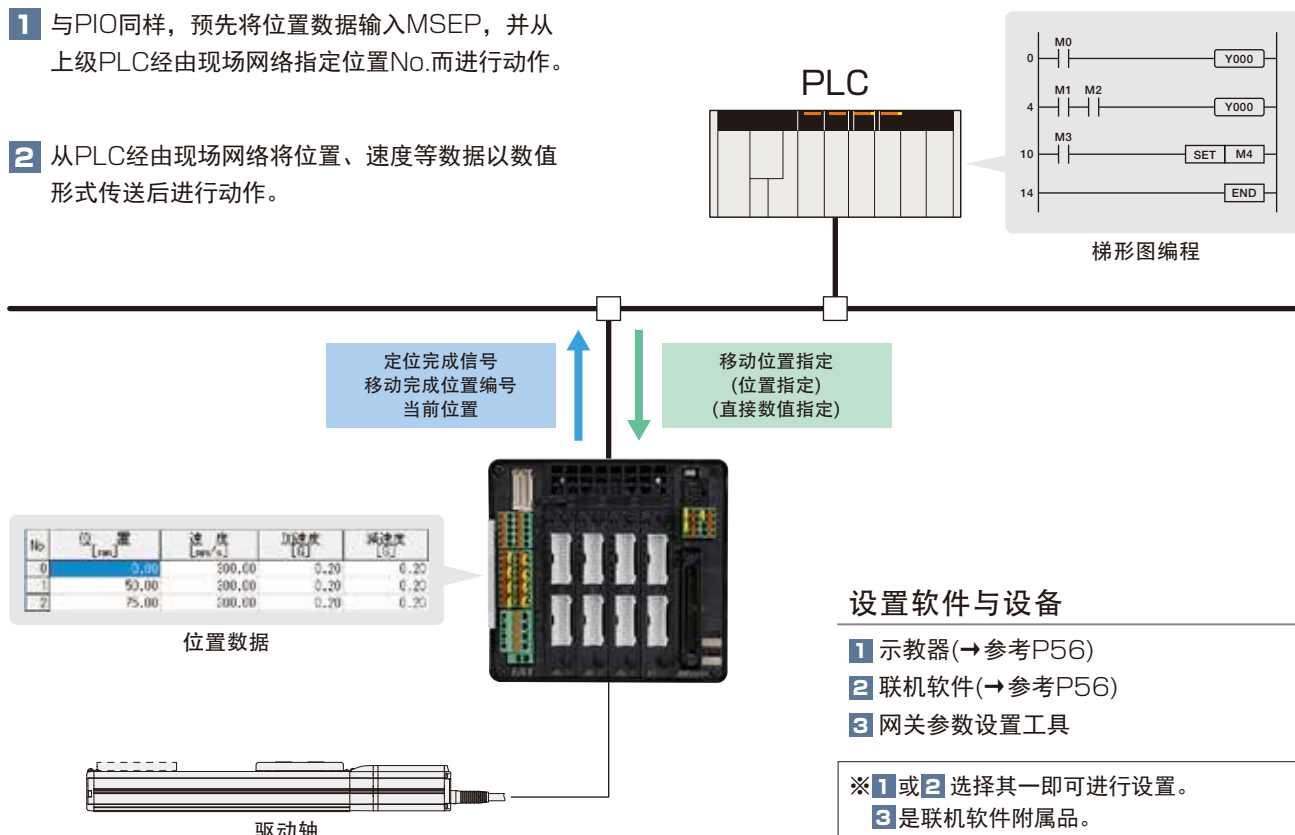 1 与PIO同样，预先将位置数据输入MSEP，并从
上级PLC经由现场网络指定位置No.而进行动作。
2 从PLC经由现场网络将位置、速度等数据以数值
形式传送后进行动作。
PLC
M0
0
Y000
M1 M2
4
Y000
M3
10
SET M4
14
END
梯形图编程
定位完成信号
移动完成位置编号
当前位置
移动位置指定
(位置指定)
(直接数值指定)
No 位置 速度 加速度 减速度
[mm] [mm/s] [G] [G]
0 0.00 300.00 0.20 0.20
1 50.00 300.00 0.20 0.20
2 75.00 300.00 0.20 0.20
位置数据
驱动轴
设置软件与设备
1 示教器(→参考P56)
2 联机软件(→参考P56)
3 网关参数设置工具
※1或2选择其一即可进行设置。
3是联机软件附属品。